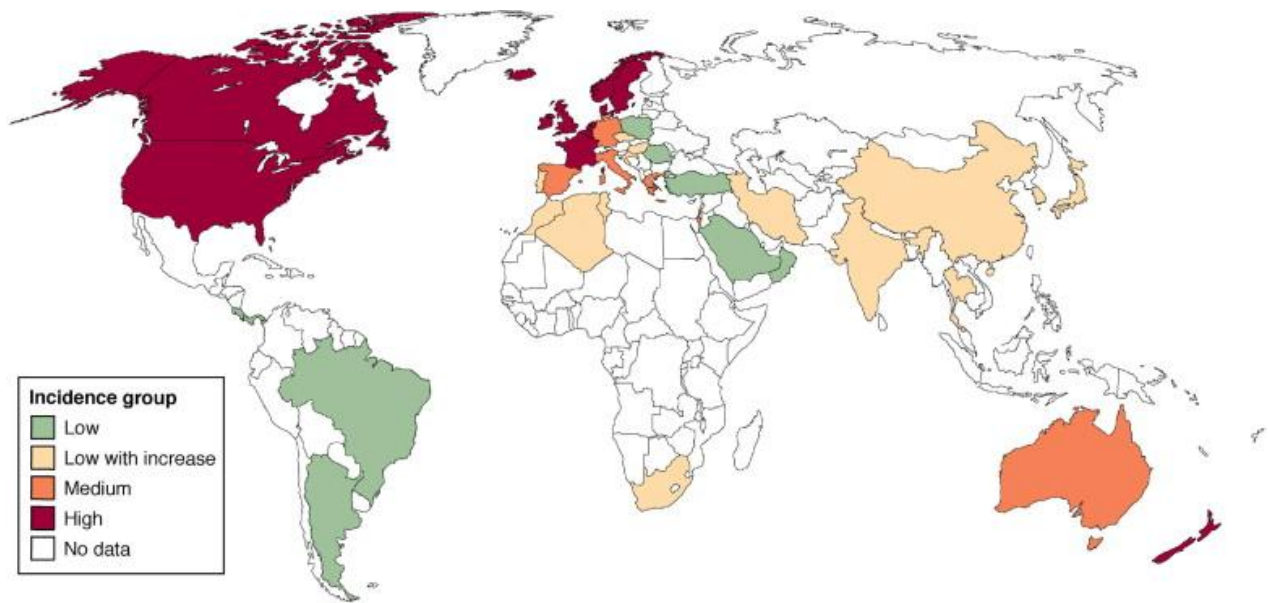 Incidence group
Low
Low with increase
Medium
High
No data